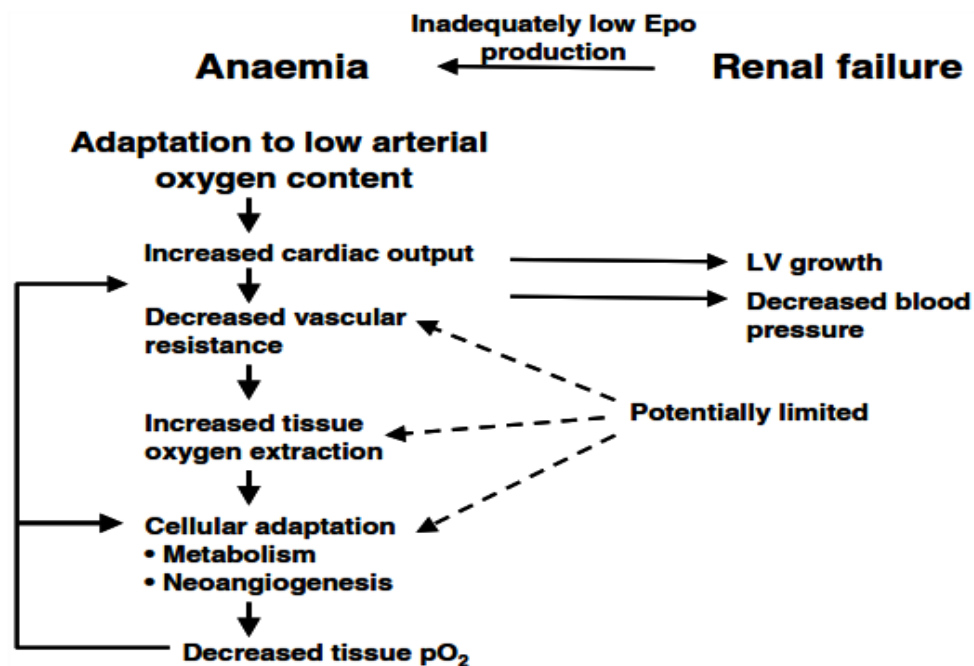 Inadequately low Epo
production
Anaemia
Renal failure
Adaptation to low arterial
oxygen content
Increased cardiac output
LV growth
Decreased blood
pressure
Decreased vascular
resistance
Potentially limited
Increased tissue
oxygen extraction
Cellular adaptation
• Metabolism
• Neoangiogenesis
Decreased tissue pO₂